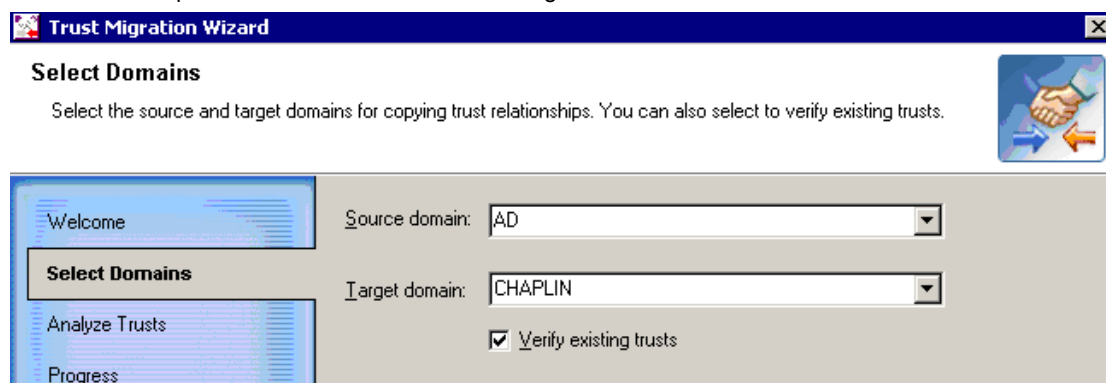 Trust Migration Wizard
Select Domains
Select the source and target domains for copying trust relationships. You can also select to verify existing trusts.
Welcome
Source domain: AD
Select Domains
Target domain: CHAPLIN
Analyze Trusts
Verify existing trusts
Progress